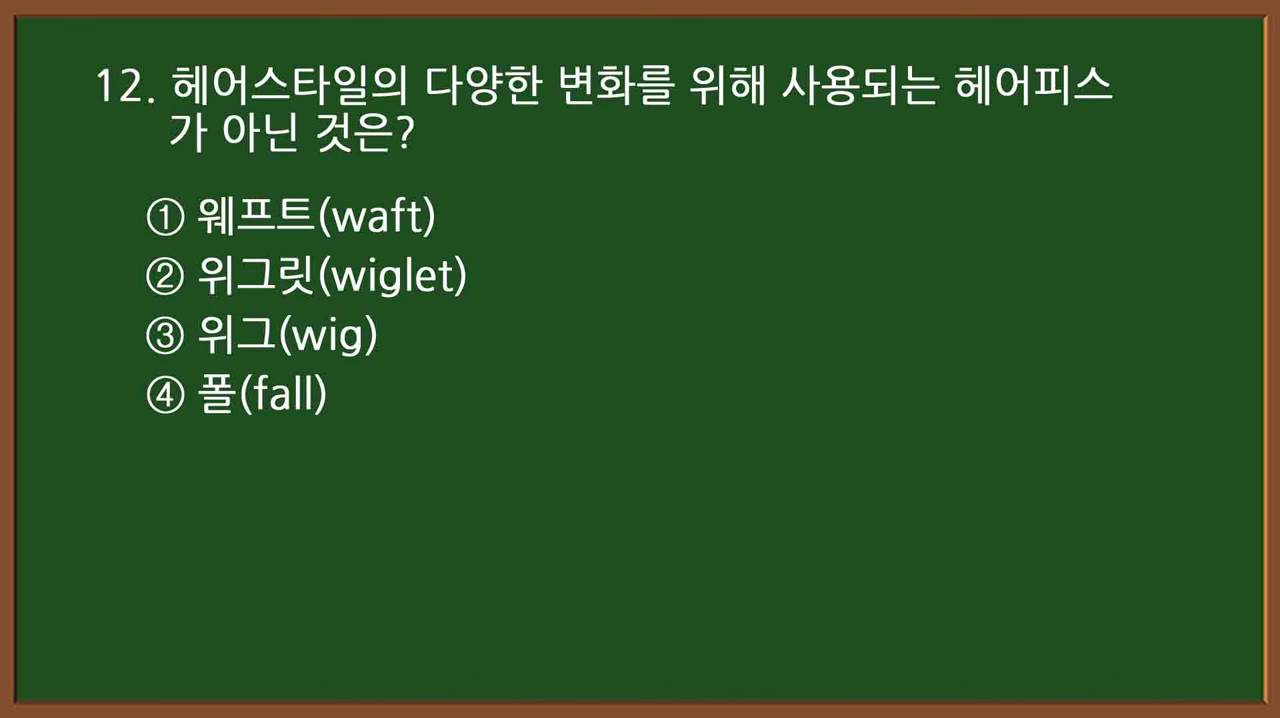 12. 헤어스타일의 다양한 변화를 위해 사용되는 헤어피스
가 아닌 것은?
① 웨프트(waft)
② 위그릿(wiglet)
③ 위그(wig)
④ 폴(fall)